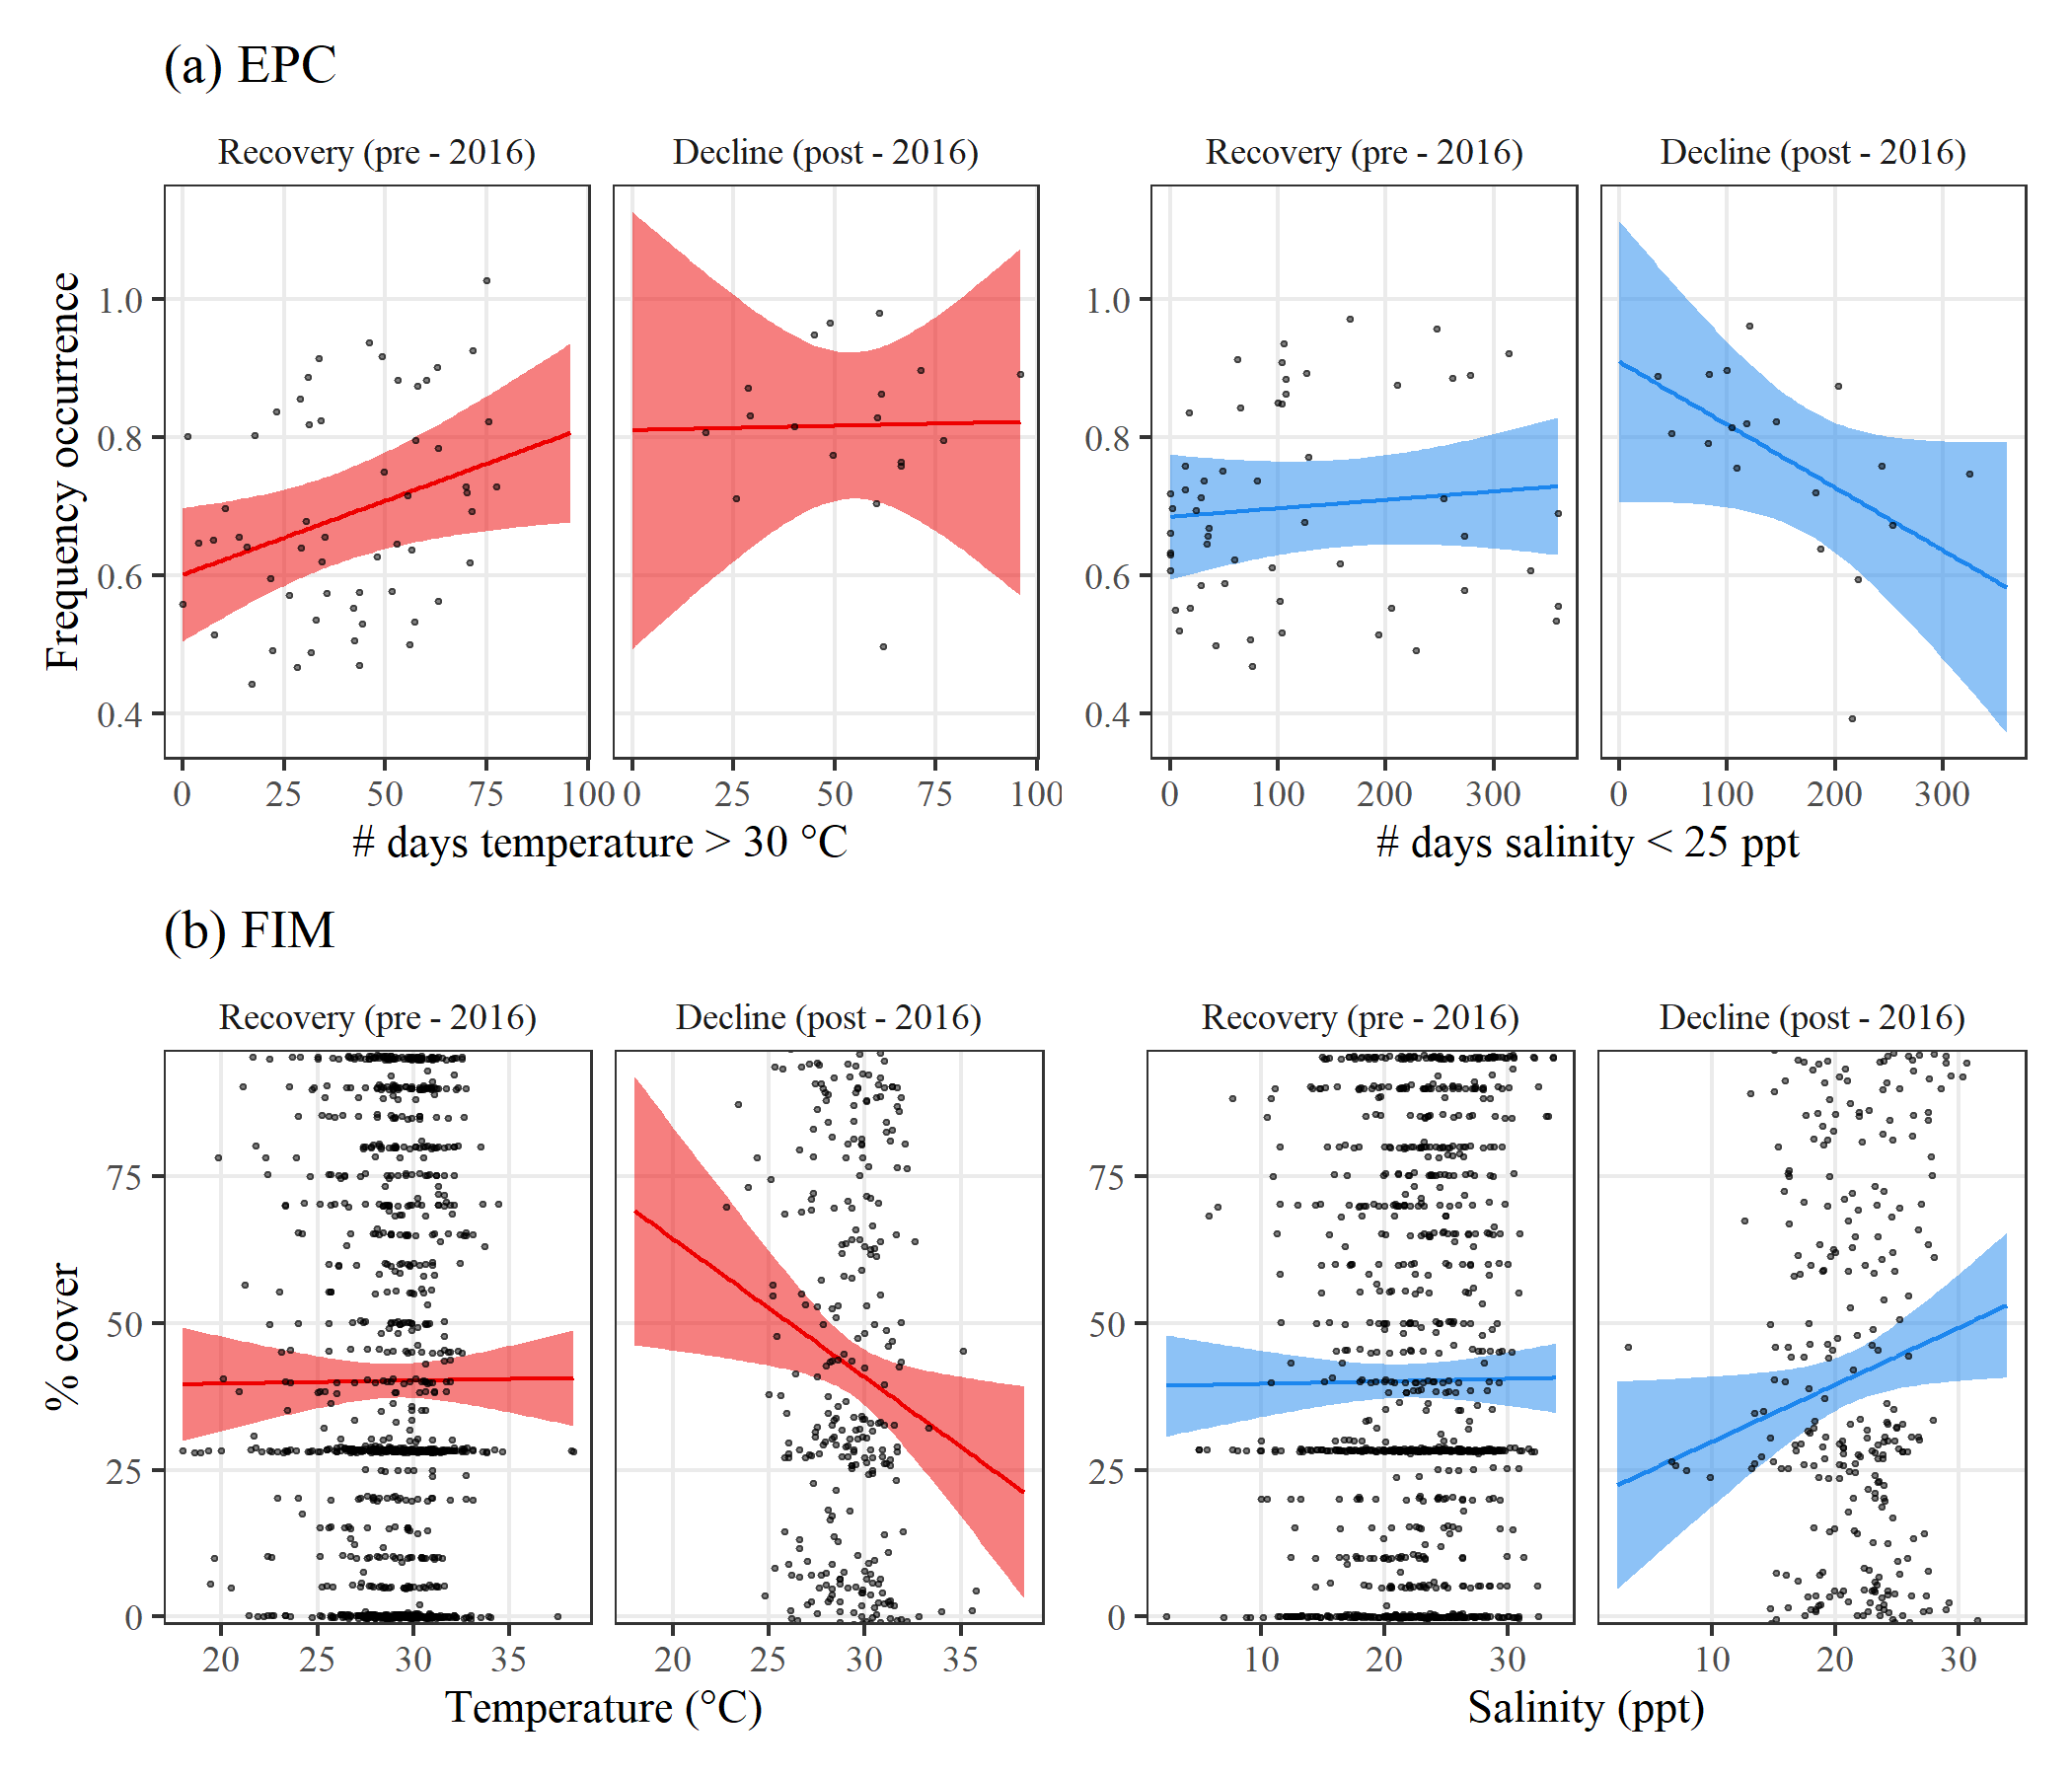 (a) EPC
Recovery (pre - 2016) Decline (post - 2016) Recovery (pre - 2016) Decline (post - 2016)
Frequency occurrence
1.0
0.8
0.6
0.4
1.0
0.8
0.6
0.4
0 25 50 75 100 0 25 50 75 100 0 100 200 300 0 100 200 300
# days temperature > 30 °C # days salinity < 25 ppt
(b) FIM
Recovery (pre - 2016) Decline (post - 2016) Recovery (pre - 2016) Decline (post - 2016)
% cover
75
50
25
0
75
50
25
0
20 25 30 35 20 25 30 35 10 20 30 10 20 30
Temperature (°C) Salinity (ppt)